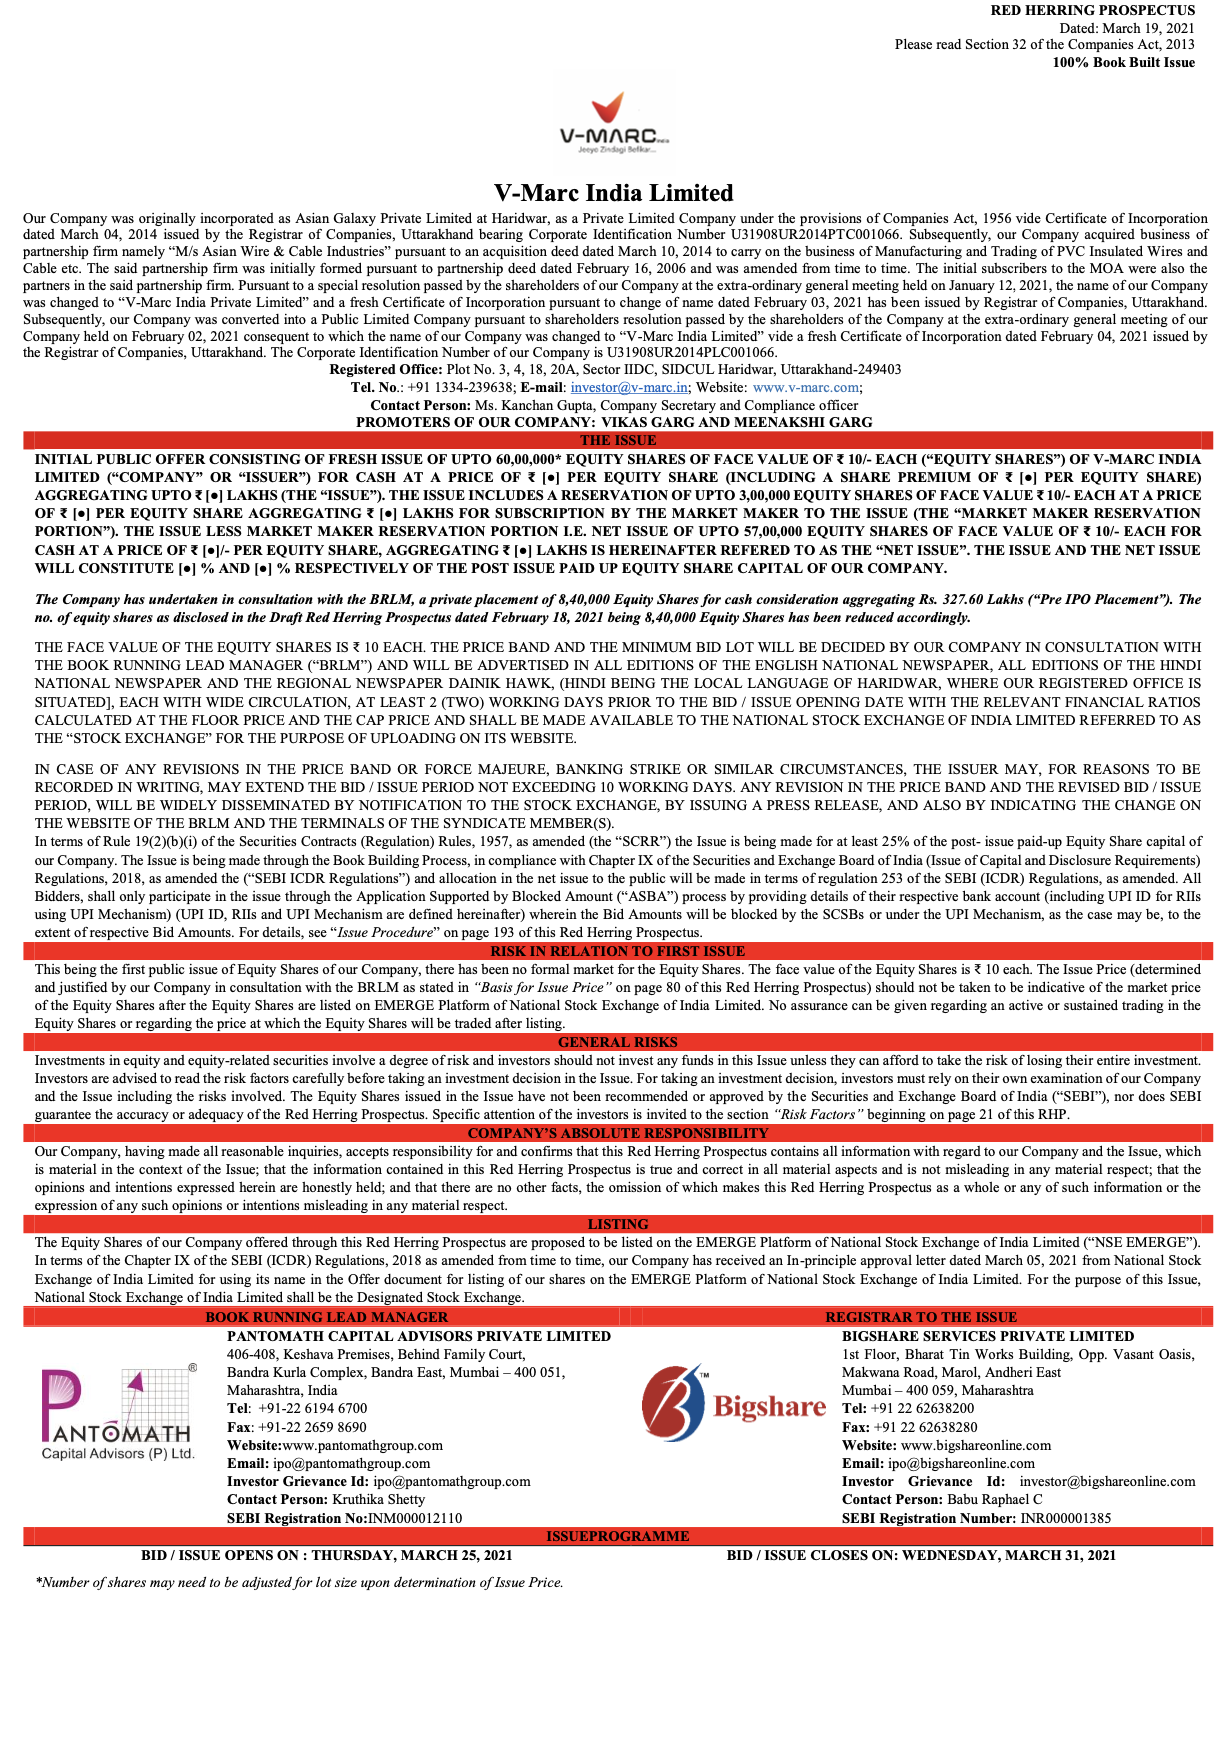 RED HERRING PROSPECTUS
Dated: March 19, 2021
Please read Section 32 of the Companies Act, 2013
100% Book Built Issue
V-MARC INDIA
Jeeyo Zindagi Befikar...
V-Marc India Limited
Our Company was originally incorporated as Asian Galaxy Private Limited at Haridwar, as a Private Limited Company under the provisions of Companies Act, 1956 vide Certificate of Incorporation
dated March 04, 2014 issued by the Registrar of Companies, Uttarakhand bearing Corporate Identification Number U31908UR2014PTC001066. Subsequently, our Company acquired business of
partnership firm namely “M/s Asian Wire & Cable Industries” pursuant to an acquisition deed dated March 10, 2014 to carry on the business of Manufacturing and Trading of PVC Insulated Wires and
Cable etc. The said partnership firm was initially formed pursuant to partnership deed dated February 16, 2006 and was amended from time to time. The initial subscribers to the MOA were also the
partners in the said partnership firm. Pursuant to a special resolution passed by the shareholders of our Company at the extra-ordinary general meeting held on January 12, 2021, the name of our Company
was changed to “V-Marc India Private Limited” and a fresh Certificate of Incorporation pursuant to change of name dated February 03, 2021 has been issued by Registrar of Companies, Uttarakhand.
Subsequently, our Company was converted into a Public Limited Company pursuant to shareholders resolution passed by the shareholders of the Company at the extra-ordinary general meeting of our
Company held on February 02, 2021 consequent to which the name of our Company was changed to “V-Marc India Limited” vide a fresh Certificate of Incorporation dated February 04, 2021 issued by
the Registrar of Companies, Uttarakhand. The Corporate Identification Number of our Company is U31908UR2014PLC001066.
Registered Office: Plot No. 3, 4, 18, 20A, Sector IIDC, SIDCUL Haridwar, Uttarakhand-249403
Tel. No.: +91 1334-239638; E-mail: investor@v-marc.in; Website: www.v-marc.com;
Contact Person: Ms. Kanchan Gupta, Company Secretary and Compliance officer
PROMOTERS OF OUR COMPANY: VIKAS GARG AND MEENAKSHI GARG
THE ISSUE
INITIAL PUBLIC OFFER CONSISTING OF FRESH ISSUE OF UPTO 60,00,000* EQUITY SHARES OF FACE VALUE OF ₹ 10/- EACH (“EQUITY SHARES”) OF V-MARC INDIA
LIMITED (“COMPANY” OR “ISSUER”) FOR CASH AT A PRICE OF ₹ [●] PER EQUITY SHARE (INCLUDING A SHARE PREMIUM OF ₹ [●] PER EQUITY SHARE)
AGGREGATING UPTO ₹ [●] LAKHS (THE “ISSUE”). THE ISSUE INCLUDES A RESERVATION OF UPTO 3,00,000 EQUITY SHARES OF FACE VALUE ₹ 10/- EACH AT A PRICE
OF ₹ [●] PER EQUITY SHARE AGGREGATING ₹ [●] LAKHS FOR SUBSCRIPTION BY THE MARKET MAKER TO THE ISSUE (THE “MARKET MAKER RESERVATION
PORTION”). THE ISSUE LESS MARKET MAKER RESERVATION PORTION I.E. NET ISSUE OF UPTO 57,00,000 EQUITY SHARES OF FACE VALUE OF ₹ 10/- EACH FOR
CASH AT A PRICE OF ₹ [●]/- PER EQUITY SHARE, AGGREGATING ₹ [●] LAKHS IS HEREINAFTER REFERED TO AS THE “NET ISSUE”. THE ISSUE AND THE NET ISSUE
WILL CONSTITUTE [●] % AND [●] % RESPECTIVELY OF THE POST ISSUE PAID UP EQUITY SHARE CAPITAL OF OUR COMPANY.
The Company has undertaken in consultation with the BRLM, a private placement of 8,40,000 Equity Shares for cash consideration aggregating Rs. 327.60 Lakhs (“Pre IPO Placement”). The
no. of equity shares as disclosed in the Draft Red Herring Prospectus dated February 18, 2021 being 8,40,000 Equity Shares has been reduced accordingly.
THE FACE VALUE OF THE EQUITY SHARES IS ₹ 10 EACH. THE PRICE BAND AND THE MINIMUM BID LOT WILL BE DECIDED BY OUR COMPANY IN CONSULTATION WITH
THE BOOK RUNNING LEAD MANAGER (“BRLM”) AND WILL BE ADVERTISED IN ALL EDITIONS OF THE ENGLISH NATIONAL NEWSPAPER, ALL EDITIONS OF THE HINDI
NATIONAL NEWSPAPER AND THE REGIONAL NEWSPAPER DAINIK HAWK, (HINDI BEING THE LOCAL LANGUAGE OF HARIDWAR, WHERE OUR REGISTERED OFFICE IS
SITUATED], EACH WITH WIDE CIRCULATION, AT LEAST 2 (TWO) WORKING DAYS PRIOR TO THE BID / ISSUE OPENING DATE WITH THE RELEVANT FINANCIAL RATIOS
CALCULATED AT THE FLOOR PRICE AND THE CAP PRICE AND SHALL BE MADE AVAILABLE TO THE NATIONAL STOCK EXCHANGE OF INDIA LIMITED REFERRED TO AS
THE “STOCK EXCHANGE” FOR THE PURPOSE OF UPLOADING ON ITS WEBSITE.
IN CASE OF ANY REVISIONS IN THE PRICE BAND OR FORCE MAJEURE, BANKING STRIKE OR SIMILAR CIRCUMSTANCES, THE ISSUER MAY, FOR REASONS TO BE
RECORDED IN WRITING, MAY EXTEND THE BID / ISSUE PERIOD NOT EXCEEDING 10 WORKING DAYS. ANY REVISION IN THE PRICE BAND AND THE REVISED BID / ISSUE
PERIOD, WILL BE WIDELY DISSEMINATED BY NOTIFICATION TO THE STOCK EXCHANGE, BY ISSUING A PRESS RELEASE, AND ALSO BY INDICATING THE CHANGE ON
THE WEBSITE OF THE BRLM AND THE TERMINALS OF THE SYNDICATE MEMBER(S).
In terms of Rule 19(2)(b)(i) of the Securities Contracts (Regulation) Rules, 1957, as amended (the “SCRR”) the Issue is being made for at least 25% of the post- issue paid-up Equity Share capital of
our Company. The Issue is being made through the Book Building Process, in compliance with Chapter IX of the Securities and Exchange Board of India (Issue of Capital and Disclosure Requirements)
Regulations, 2018, as amended the (“SEBI ICDR Regulations”) and allocation in the net issue to the public will be made in terms of regulation 253 of the SEBI (ICDR) Regulations, as amended. All
Bidders, shall only participate in the issue through the Application Supported by Blocked Amount (“ASBA”) process by providing details of their respective bank account (including UPI ID for RIIs
using UPI Mechanism) (UPI ID, RIIs and UPI Mechanism are defined hereinafter) wherein the Bid Amounts will be blocked by the SCSBs or under the UPI Mechanism, as the case may be, to the
extent of respective Bid Amounts. For details, see “Issue Procedure” on page 193 of this Red Herring Prospectus.
RISK IN RELATION TO FIRST ISSUE
This being the first public issue of Equity Shares of our Company, there has been no formal market for the Equity Shares. The face value of the Equity Shares is ₹ 10 each. The Issue Price (determined
and justified by our Company in consultation with the BRLM as stated in “Basis for Issue Price” on page 80 of this Red Herring Prospectus) should not be taken to be indicative of the market price
of the Equity Shares after the Equity Shares are listed on EMERGE Platform of National Stock Exchange of India Limited. No assurance can be given regarding an active or sustained trading in the
Equity Shares or regarding the price at which the Equity Shares will be traded after listing.
GENERAL RISKS
Investments in equity and equity-related securities involve a degree of risk and investors should not invest any funds in this Issue unless they can afford to take the risk of losing their entire investment.
Investors are advised to read the risk factors carefully before taking an investment decision in the Issue. For taking an investment decision, investors must rely on their own examination of our Company
and the Issue including the risks involved. The Equity Shares issued in the Issue have not been recommended or approved by the Securities and Exchange Board of India (“SEBI”), nor does SEBI
guarantee the accuracy or adequacy of the Red Herring Prospectus. Specific attention of the investors is invited to the section “Risk Factors” beginning on page 21 of this RHP.
COMPANY’S ABSOLUTE RESPONSIBILITY
Our Company, having made all reasonable inquiries, accepts responsibility for and confirms that this Red Herring Prospectus contains all information with regard to our Company and the Issue, which
is material in the context of the Issue; that the information contained in this Red Herring Prospectus is true and correct in all material aspects and is not misleading in any material respect; that the
opinions and intentions expressed herein are honestly held; and that there are no other facts, the omission of which makes this Red Herring Prospectus as a whole or any of such information or the
expression of any such opinions or intentions misleading in any material respect.
LISTING
The Equity Shares of our Company offered through this Red Herring Prospectus are proposed to be listed on the EMERGE Platform of National Stock Exchange of India Limited (“NSE EMERGE”).
In terms of the Chapter IX of the SEBI (ICDR) Regulations, 2018 as amended from time to time, our Company has received an In-principle approval letter dated March 05, 2021 from National Stock
Exchange of India Limited for using its name in the Offer document for listing of our shares on the EMERGE Platform of National Stock Exchange of India Limited. For the purpose of this Issue,
National Stock Exchange of India Limited shall be the Designated Stock Exchange.
BOOK RUNNING LEAD MANAGER
PANTOMATH ®
Capital Advisors (P) Ltd.
PANTOMATH CAPITAL ADVISORS PRIVATE LIMITED
406-408, Keshava Premises, Behind Family Court,
Bandra Kurla Complex, Bandra East, Mumbai – 400 051,
Maharashtra, India
Tel: +91-22 6194 6700
Fax: +91-22 2659 8690
Website:www.pantomathgroup.com
Email: ipo@pantomathgroup.com
Investor Grievance Id: ipo@pantomathgroup.com
Contact Person: Kruthika Shetty
SEBI Registration No:INM000012110
REGISTRAR TO THE ISSUE
Bigshare ™
BIGSHARE SERVICES PRIVATE LIMITED
1st Floor, Bharat Tin Works Building, Opp. Vasant Oasis,
Makwana Road, Marol, Andheri East
Mumbai – 400 059, Maharashtra
Tel: +91 22 62638200
Fax: +91 22 62638280
Website: www.bigshareonline.com
Email: ipo@bigshareonline.com
Investor Grievance Id: investor@bigshareonline.com
Contact Person: Babu Raphael C
SEBI Registration Number: INR000001385
ISSUEPROGRAMME
BID / ISSUE OPENS ON : THURSDAY, MARCH 25, 2021
BID / ISSUE CLOSES ON: WEDNESDAY, MARCH 31, 2021
*Number of shares may need to be adjusted for lot size upon determination of Issue Price.